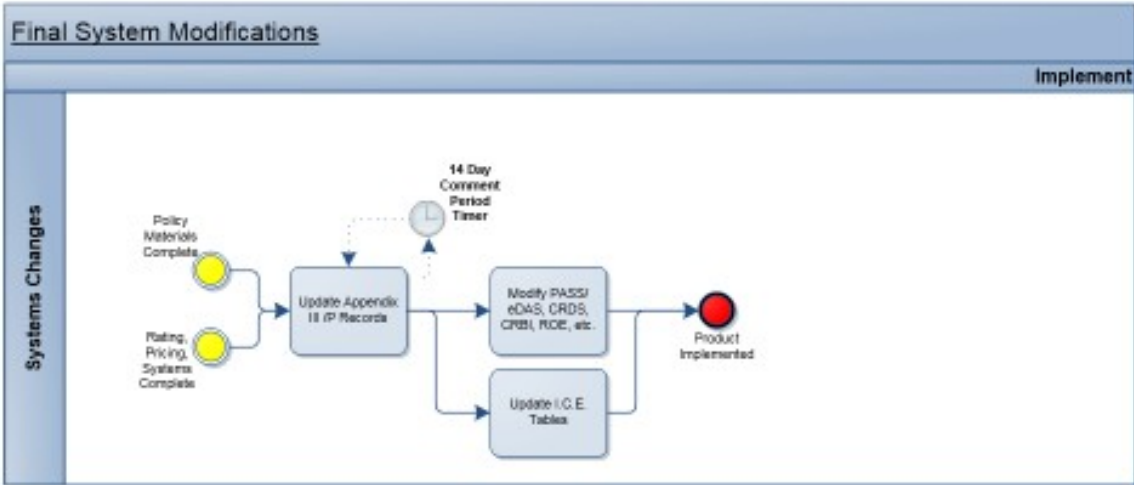 Final System Modifications
Implement
Systems Changes
14 Day
Comment
Period
Timer
Policy
Materials
Complete
Rating,
Pricing,
Systems
Complete
Update Appendix
III /P Records
Modify PASS/
eDAS, CRDS,
CRBI, ROE, etc.
Update I.C.E.
Tables
Product
Implemented